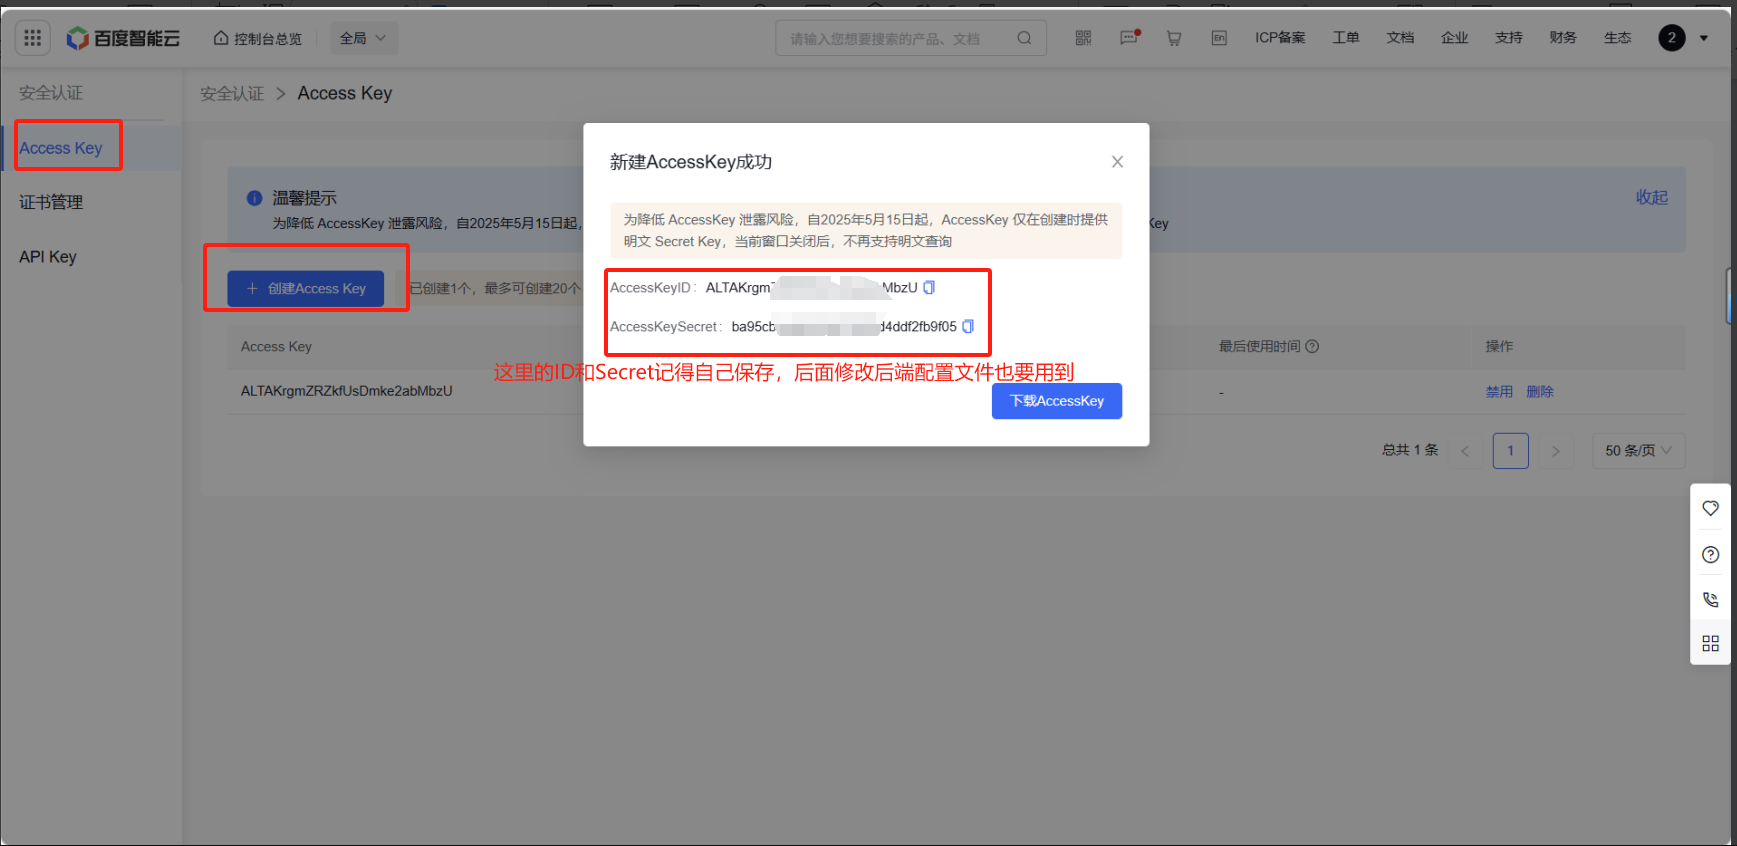 百度智能云
控制台总览
全局
请输入您想要搜索的产品、文档
En
ICP备案
工单
文档
企业
支持
财务
生态
2
安全认证
Access Key
证书管理
API Key
安全认证 > Access Key
温馨提示
收起
为降低 AccessKey 泄露风险，自2025年5月15日起，
Key
+ 创建Access Key
已创建1个，最多可创建20个
Access Key
最后使用时间
操作
ALTAKrgmZRZkfUsDmke2abMbzU
-
禁用 删除
总共 1 条 < 1 > 50 条/页
新建AccessKey成功
为降低 AccessKey 泄露风险，自2025年5月15日起，AccessKey 仅在创建时提供
明文 Secret Key，当前窗口关闭后，不再支持明文查询
AccessKeyID： ALTAKrgm MbzU
AccessKeySecret： ba95cb d4ddf2fb9f05
这里的ID和Secret记得自己保存，后面修改后端配置文件也要用到
下载AccessKey